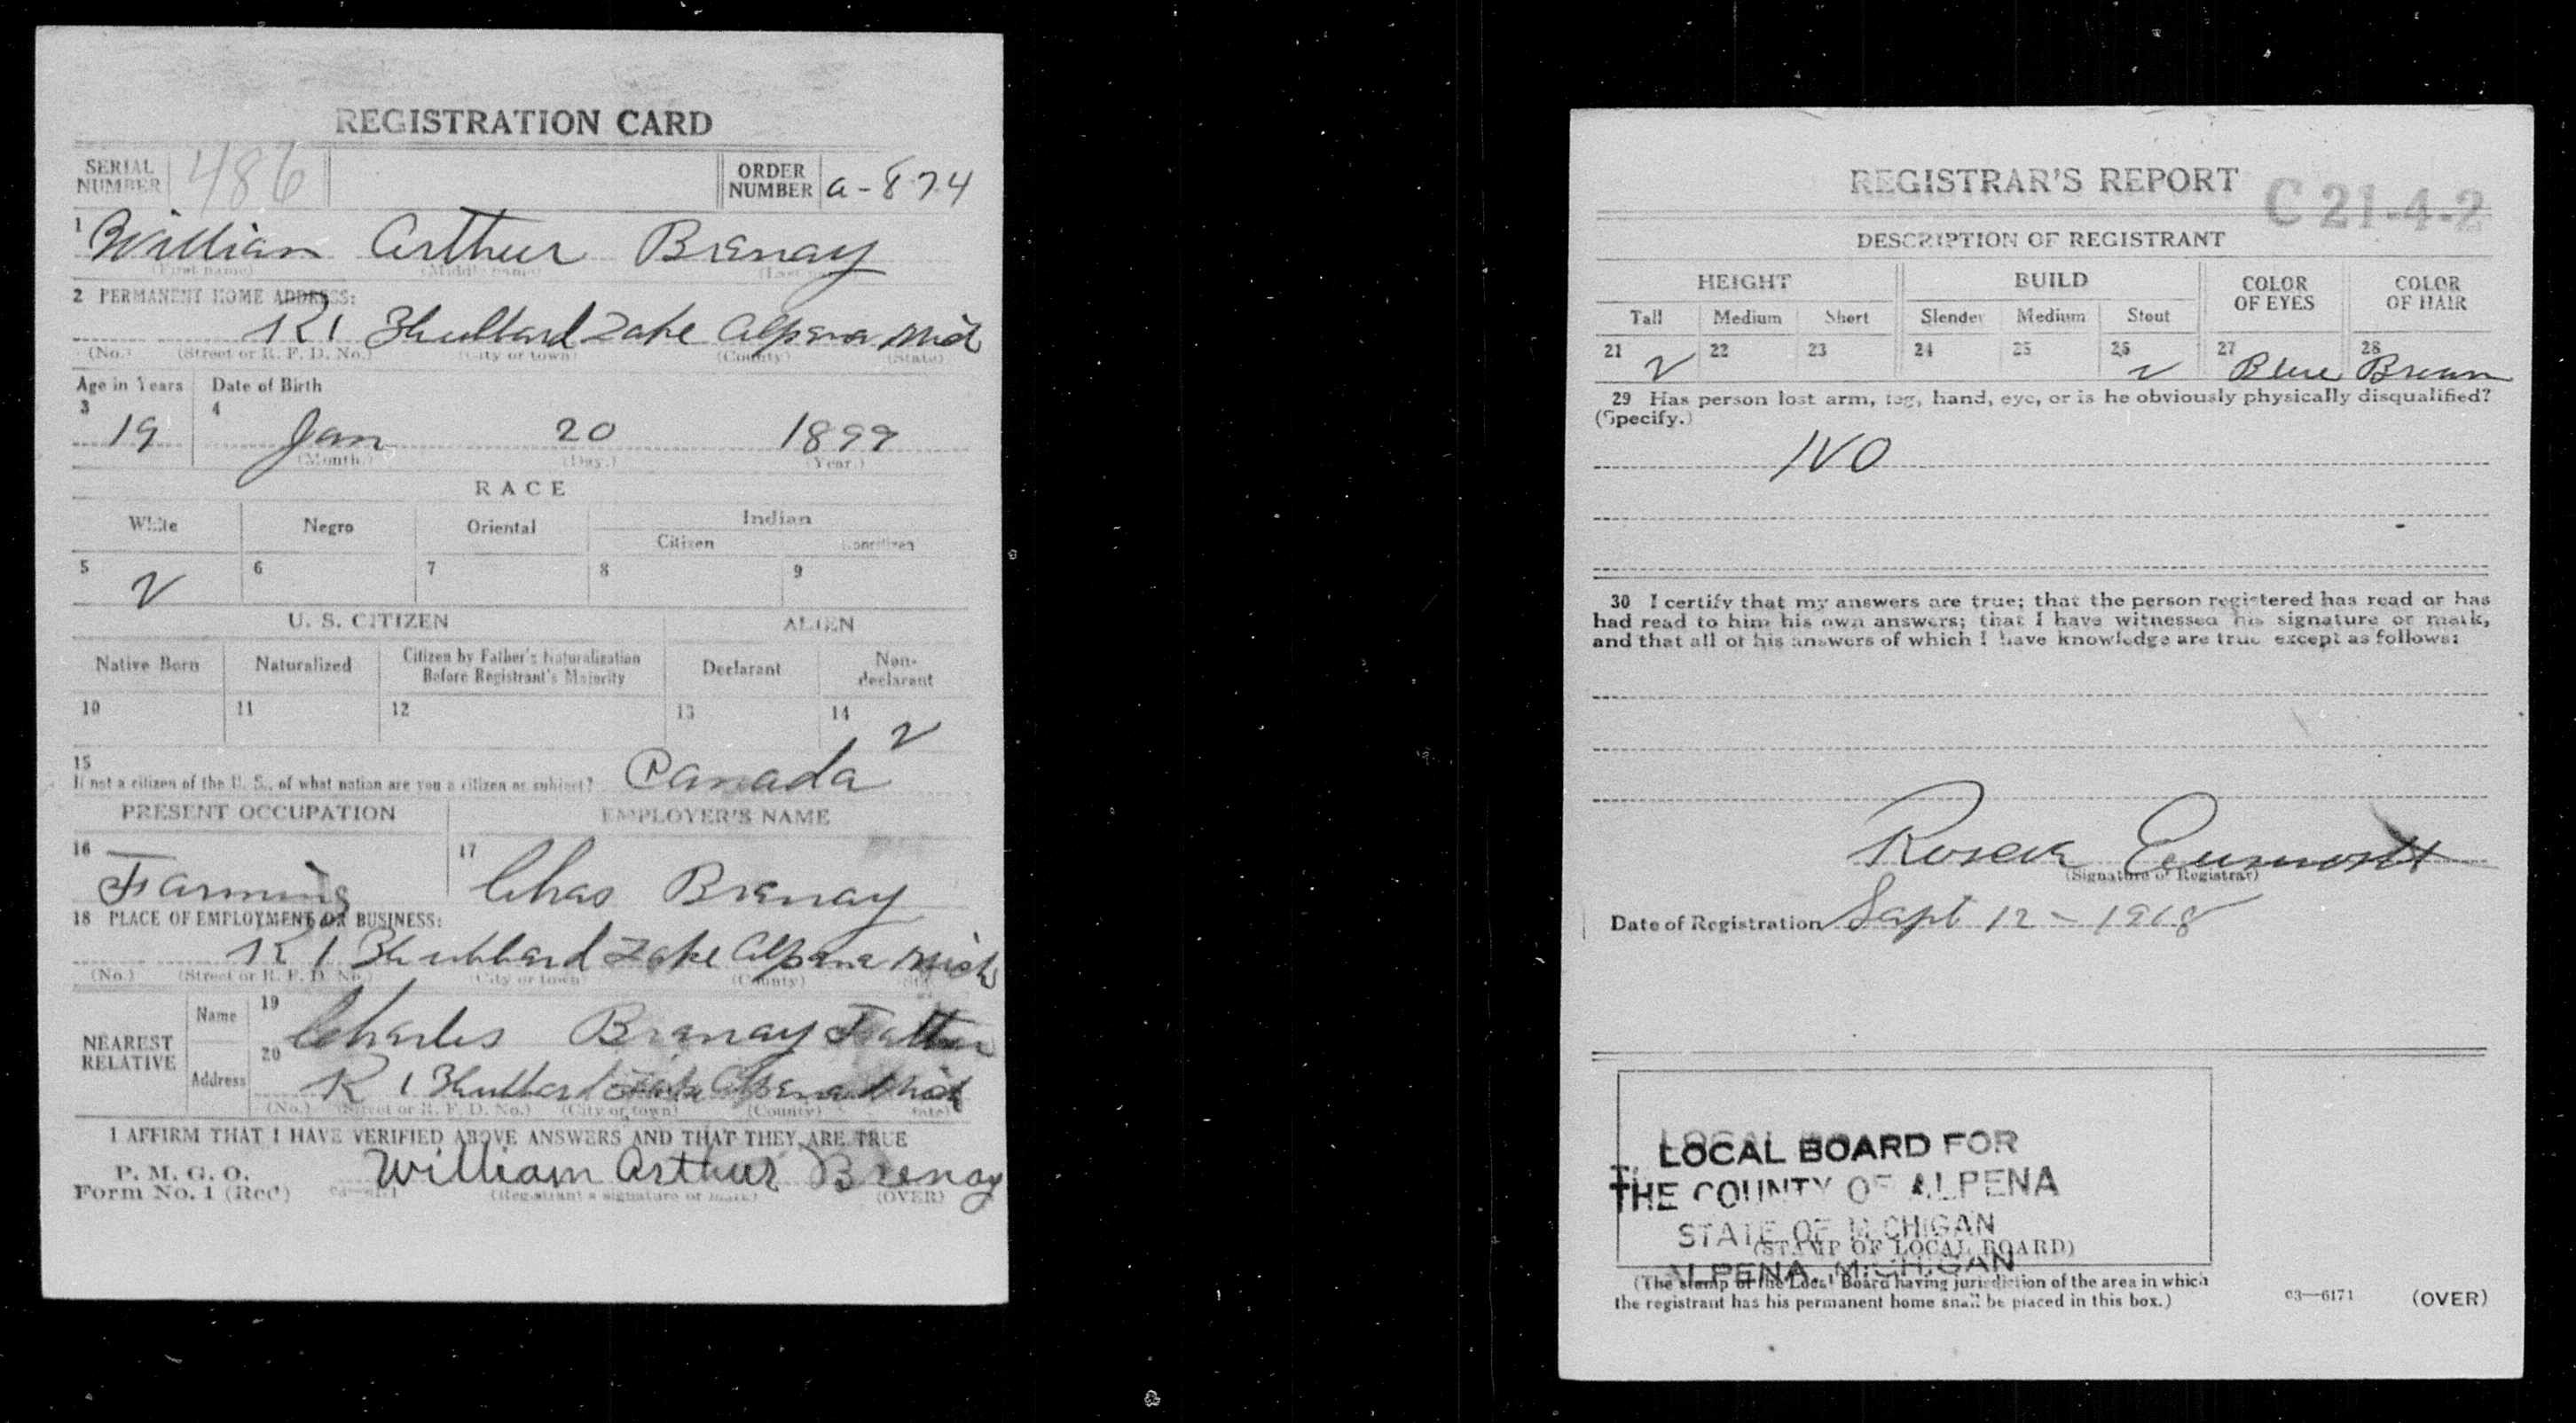 REGISTRATION CARD
SERIAL NUMBER 486 ORDER NUMBER a-874
1 William Arthur Brenay
(First name) (Middle name) (Last
2 PERMANENT HOME ADDRESS:
R 1 Hubbard Lake Alpena Mich
(No.) (Street or R. F. D. No.) (City or town) (County) (State)
Age in Years Date of Birth
3 19 4 Jan 20 1899
(Month.) (Day.) (Year.)
RACE
White Negro Oriental Indian
Citizen Noncitizen
5 ✓ 6 7 8 9
U. S. CITIZEN ALIEN
Native Born Naturalized Citizen by Father's Naturalization Before Registrant's Majority Declarant Non-declarant
10 11 12 13 14 ✓
15
If not a citizen of the U. S., of what nation are you a citizen or subject? Canada
PRESENT OCCUPATION EMPLOYER'S NAME
16 Farming 17 Chas Brenay
18 PLACE OF EMPLOYMENT OR BUSINESS:
R 1 Hubbard Lake Alpena Mich
(No.) (Street or R. F. D. No.) (City or town) (County)
NEAREST RELATIVE Name 19 Charles Brenay Father
Address 20 R 1 Hubbard Lake Alpena Mich
(No.) (Street or R. F. D. No.) (City or town) (County) (State)
I AFFIRM THAT I HAVE VERIFIED ABOVE ANSWERS AND THAT THEY ARE TRUE
P. M. G. O.
Form No. 1 (Red) William Arthur Brenay
(Registrant's signature or mark) (OVER)
REGISTRAR'S REPORT C 21-4-2
DESCRIPTION OF REGISTRANT
HEIGHT BUILD COLOR OF EYES COLOR OF HAIR
Tall Medium Short Slender Medium Stout
21 ✓ 22 23 24 25 26 ✓ 27 Blue 28 Brown
29 Has person lost arm, leg, hand, eye, or is he obviously physically disqualified?
(Specify.)
NO
30 I certify that my answers are true; that the person registered has read or has
had read to him his own answers; that I have witnessed his signature or mark,
and that all of his answers of which I have knowledge are true except as follows:
(Signature of Registrar)
Date of Registration Sept 12 - 1918
LOCAL BOARD FOR
THE COUNTY OF ALPENA
STATE OF MICHIGAN
(STAMP OF LOCAL BOARD)
ALPENA, MICHIGAN
(The stamp of the Local Board having jurisdiction of the area in which
the registrant has his permanent home shall be placed in this box.)
03—6171 (OVER)